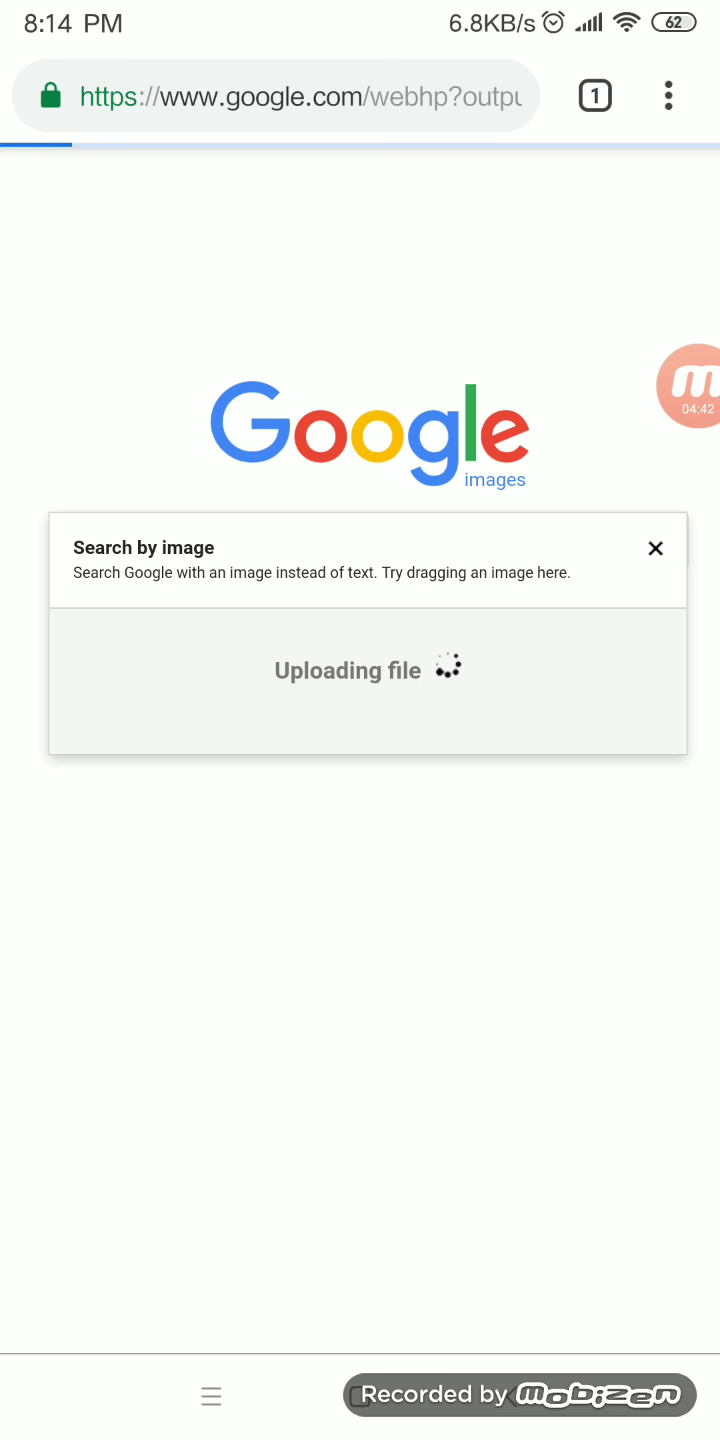 8:14 PM
6.8KB/s
62
https://www.google.com/webhp?outpu
1
Google
images
m
04:42
Search by image
Search Google with an image instead of text. Try dragging an image here.
Uploading file
Recorded by mobizen